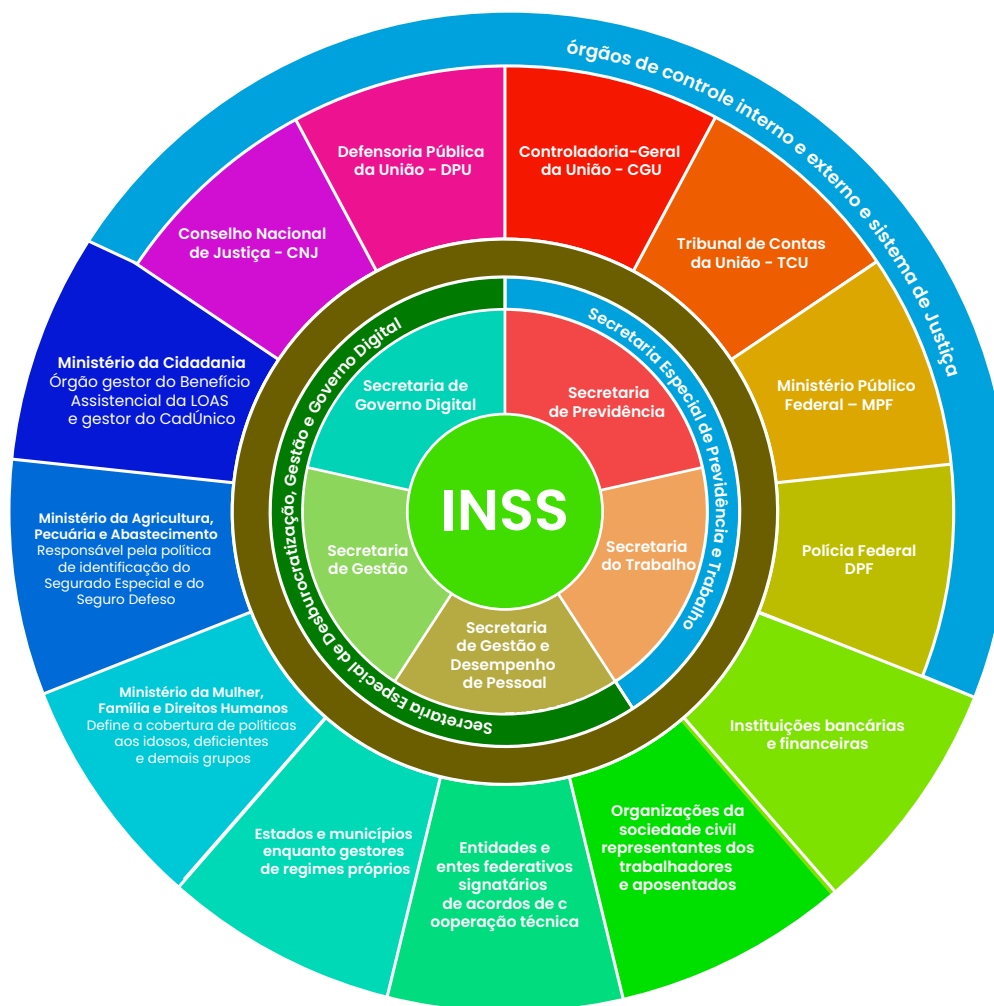 órgãos de controle interno e externo e sistema de Justiça
Defensoria Pública
da União - DPU
Controladoria-Geral
da União - CGU
Conselho Nacional
de Justiça - CNJ
Tribunal de Contas
da União - TCU
Ministério da Cidadania
Órgão gestor do Benefício
Assistencial da LOAS
e gestor do CadÚnico
Ministério Público
Federal – MPF
Ministério da Agricultura,
Pecuária e Abastecimento
Responsável pela política
de identificação do
Segurado Especial e do
Seguro Defeso
Polícia Federal
DPF
Ministério da Mulher,
Família e Direitos Humanos
Define a cobertura de políticas
aos idosos, deficientes
e demais grupos
Instituições bancárias
e financeiras
Estados e municípios
enquanto gestores
de regimes próprios
Entidades e
entes federativos
signatários
de acordos de c
ooperação técnica
Organizações da
sociedade civil
representantes dos
trabalhadores
e aposentados
Secretaria Especial de Desburocratização, Gestão e Governo Digital
Secretaria Especial de Previdência e Trabalho
Secretaria de
Governo Digital
Secretaria
de Previdência
Secretaria
de Gestão
Secretaria
do Trabalho
Secretaria
de Gestão e
Desempenho
de Pessoal
INSS